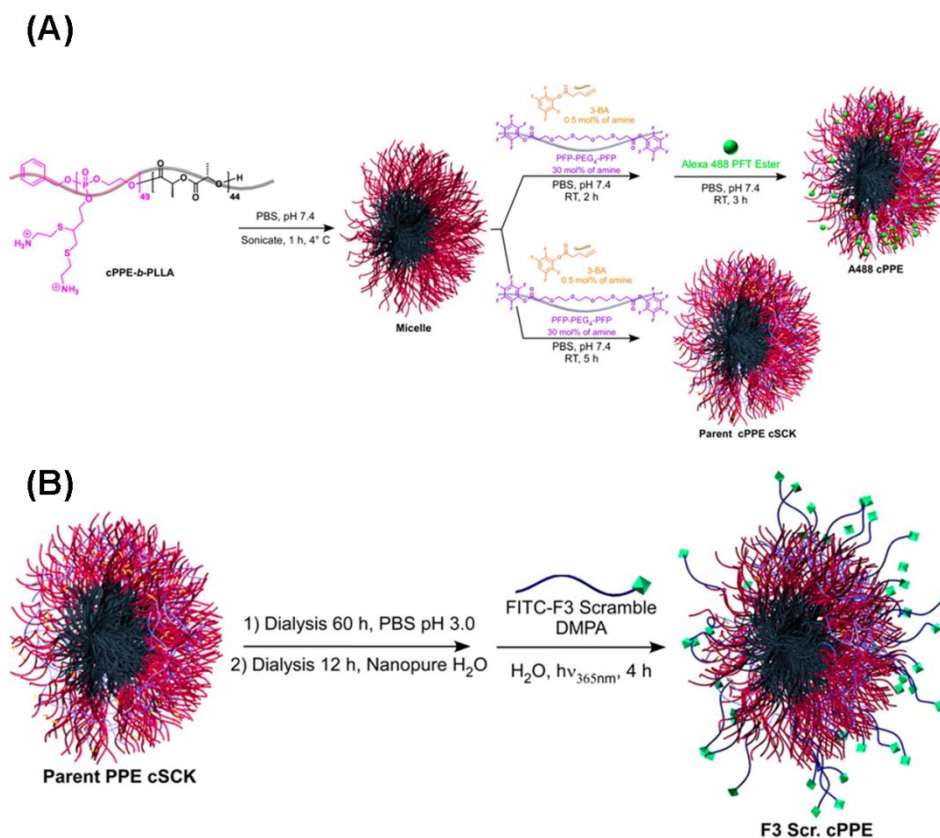 (A)
O
P
O
O
O
O
O
O
O
H
49
44
S
S
H₃N
NH₃
cPPE-b-PLLA
PBS, pH 7.4
Sonicate, 1 h, 4° C
Micelle
3-BA
0.5 mol% of amine
PFP-PEG₄-PFP
30 mol% of amine
PBS, pH 7.4
RT, 2 h
Alexa 488 PFT Ester
PBS, pH 7.4
RT, 3 h
A488 cPPE
3-BA
0.5 mol% of amine
PFP-PEG₄-PFP
30 mol% of amine
PBS, pH 7.4
RT, 5 h
Parent cPPE cSCK
(B)
Parent PPE cSCK
1) Dialysis 60 h, PBS pH 3.0
2) Dialysis 12 h, Nanopure H₂O
FITC-F3 Scramble
DMPA
H₂O, hν₃₆₅ₙₘ, 4 h
F3 Scr. cPPE